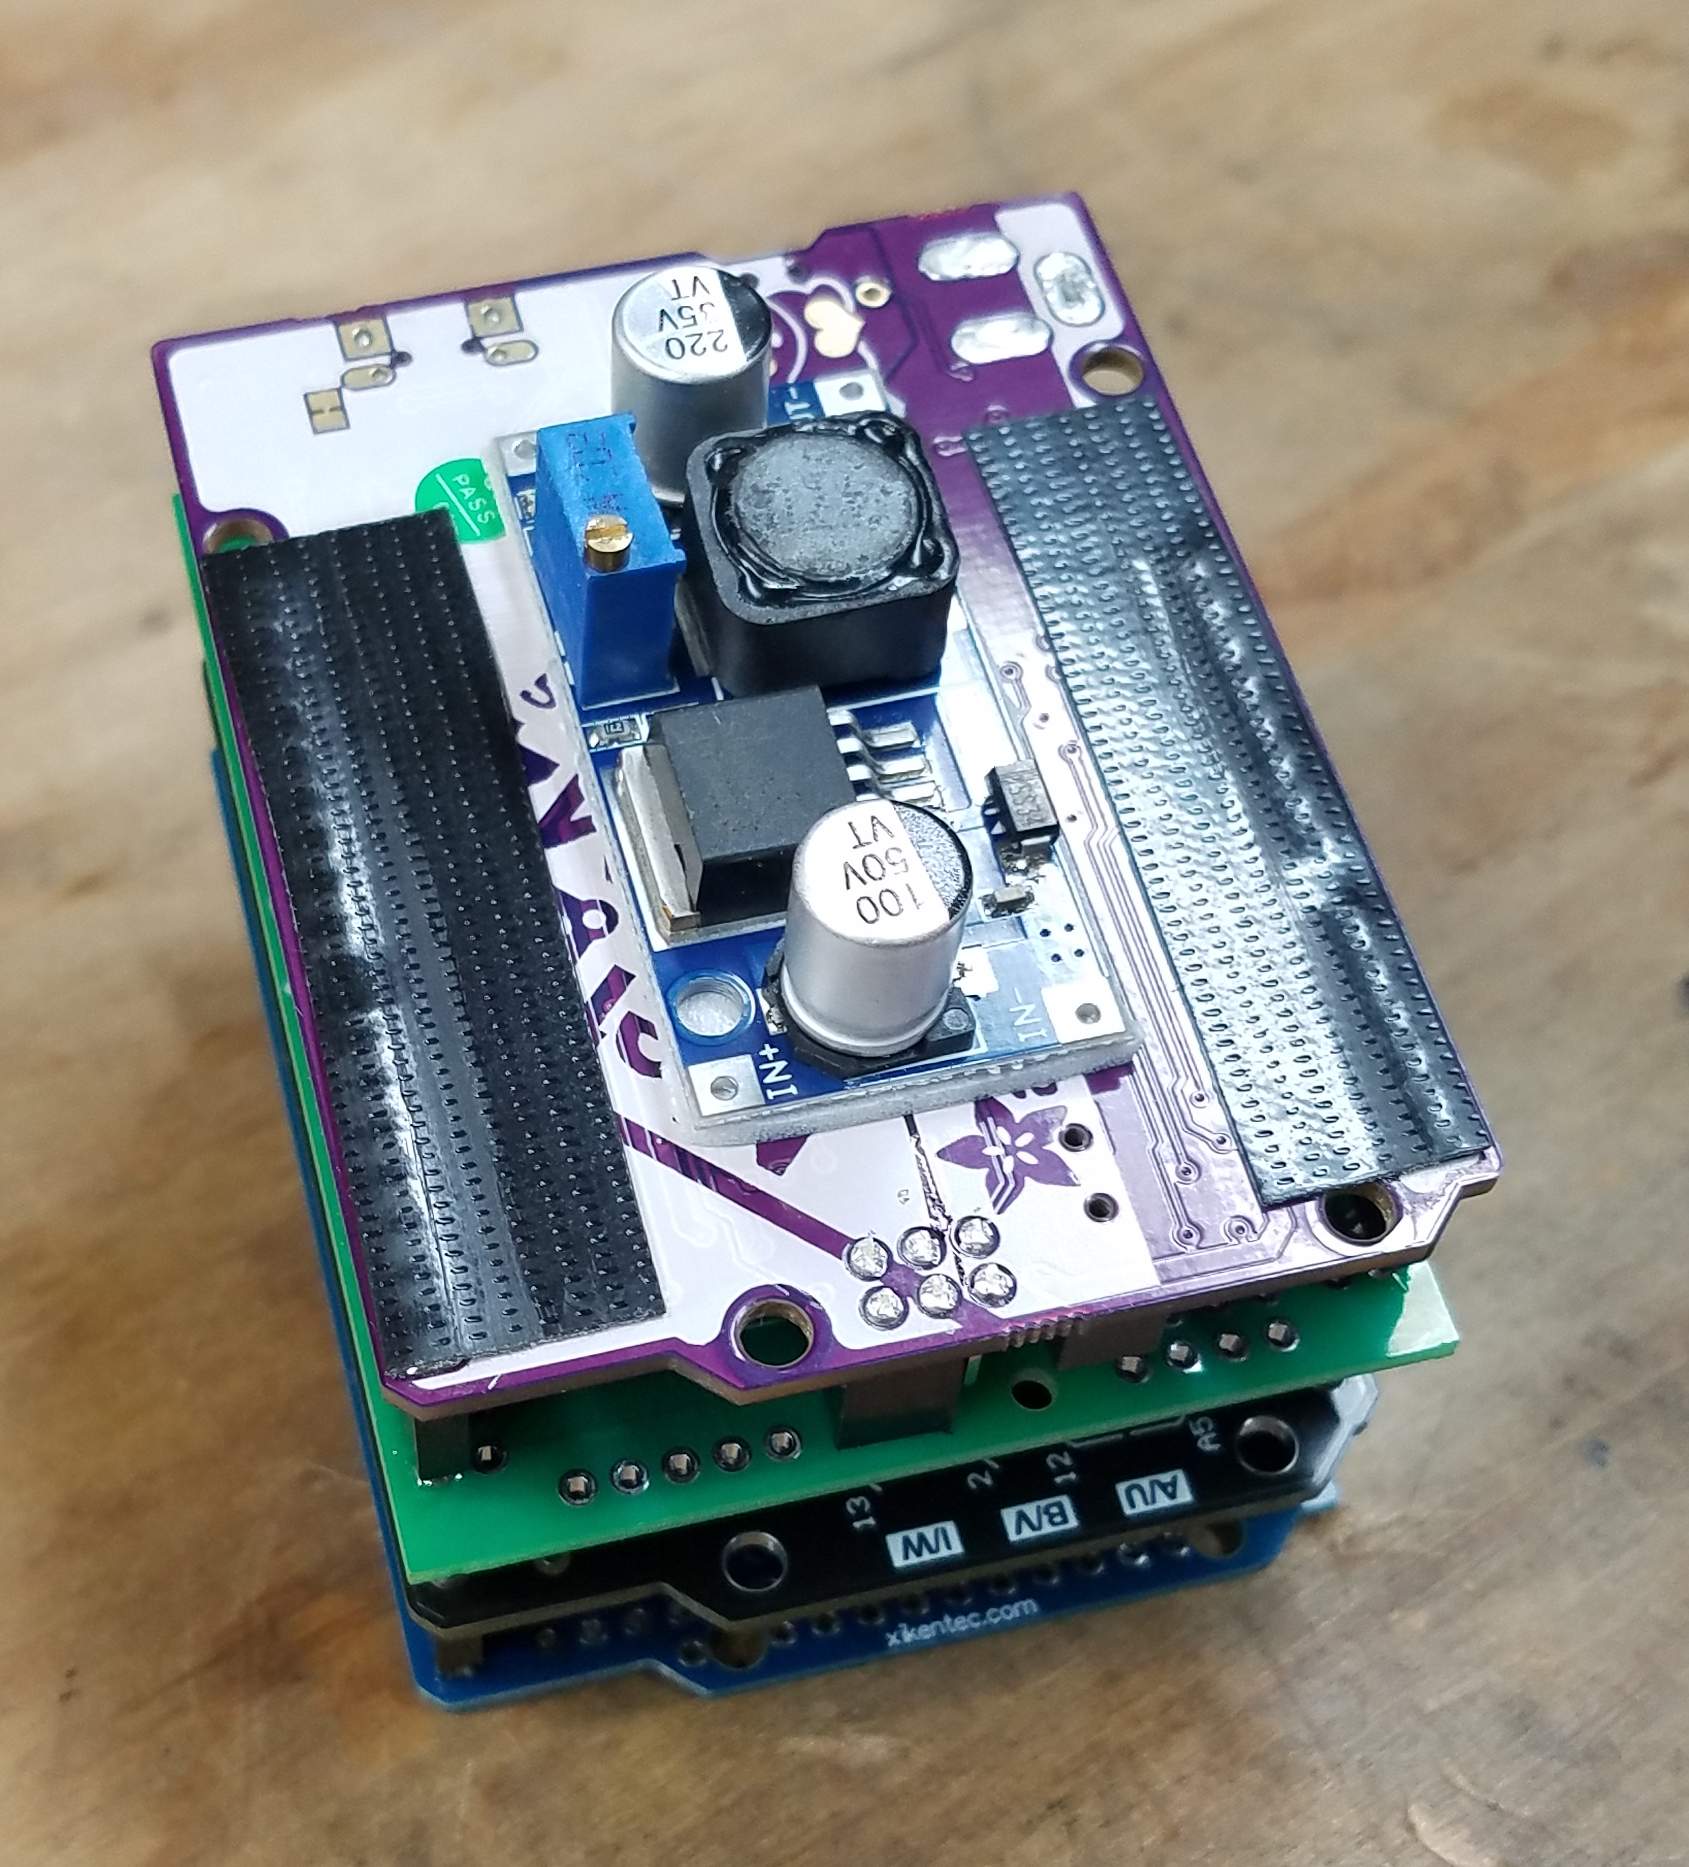 220
35V
VT
PASS
100
50V
VT
IN+
IN-
13
2
12
A5
I/W
B/V
A/U
xikentec.com